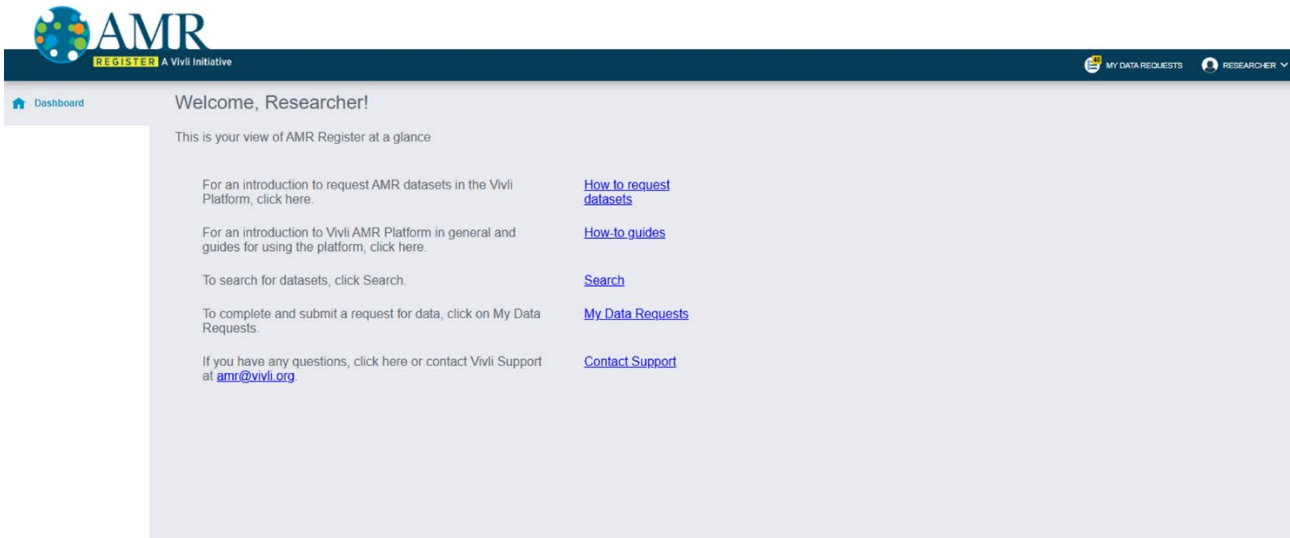 AMR
REGISTER A Vivli Initiative
40
MY DATA REQUESTS
RESEARCHER
Dashboard
Welcome, Researcher!
This is your view of AMR Register at a glance
For an introduction to request AMR datasets in the Vivli
Platform, click here.
How to request
datasets
For an introduction to Vivli AMR Platform in general and
guides for using the platform, click here.
How-to guides
To search for datasets, click Search.
Search
To complete and submit a request for data, click on My Data
Requests.
My Data Requests
If you have any questions, click here or contact Vivli Support
at amr@vivli.org.
Contact Support